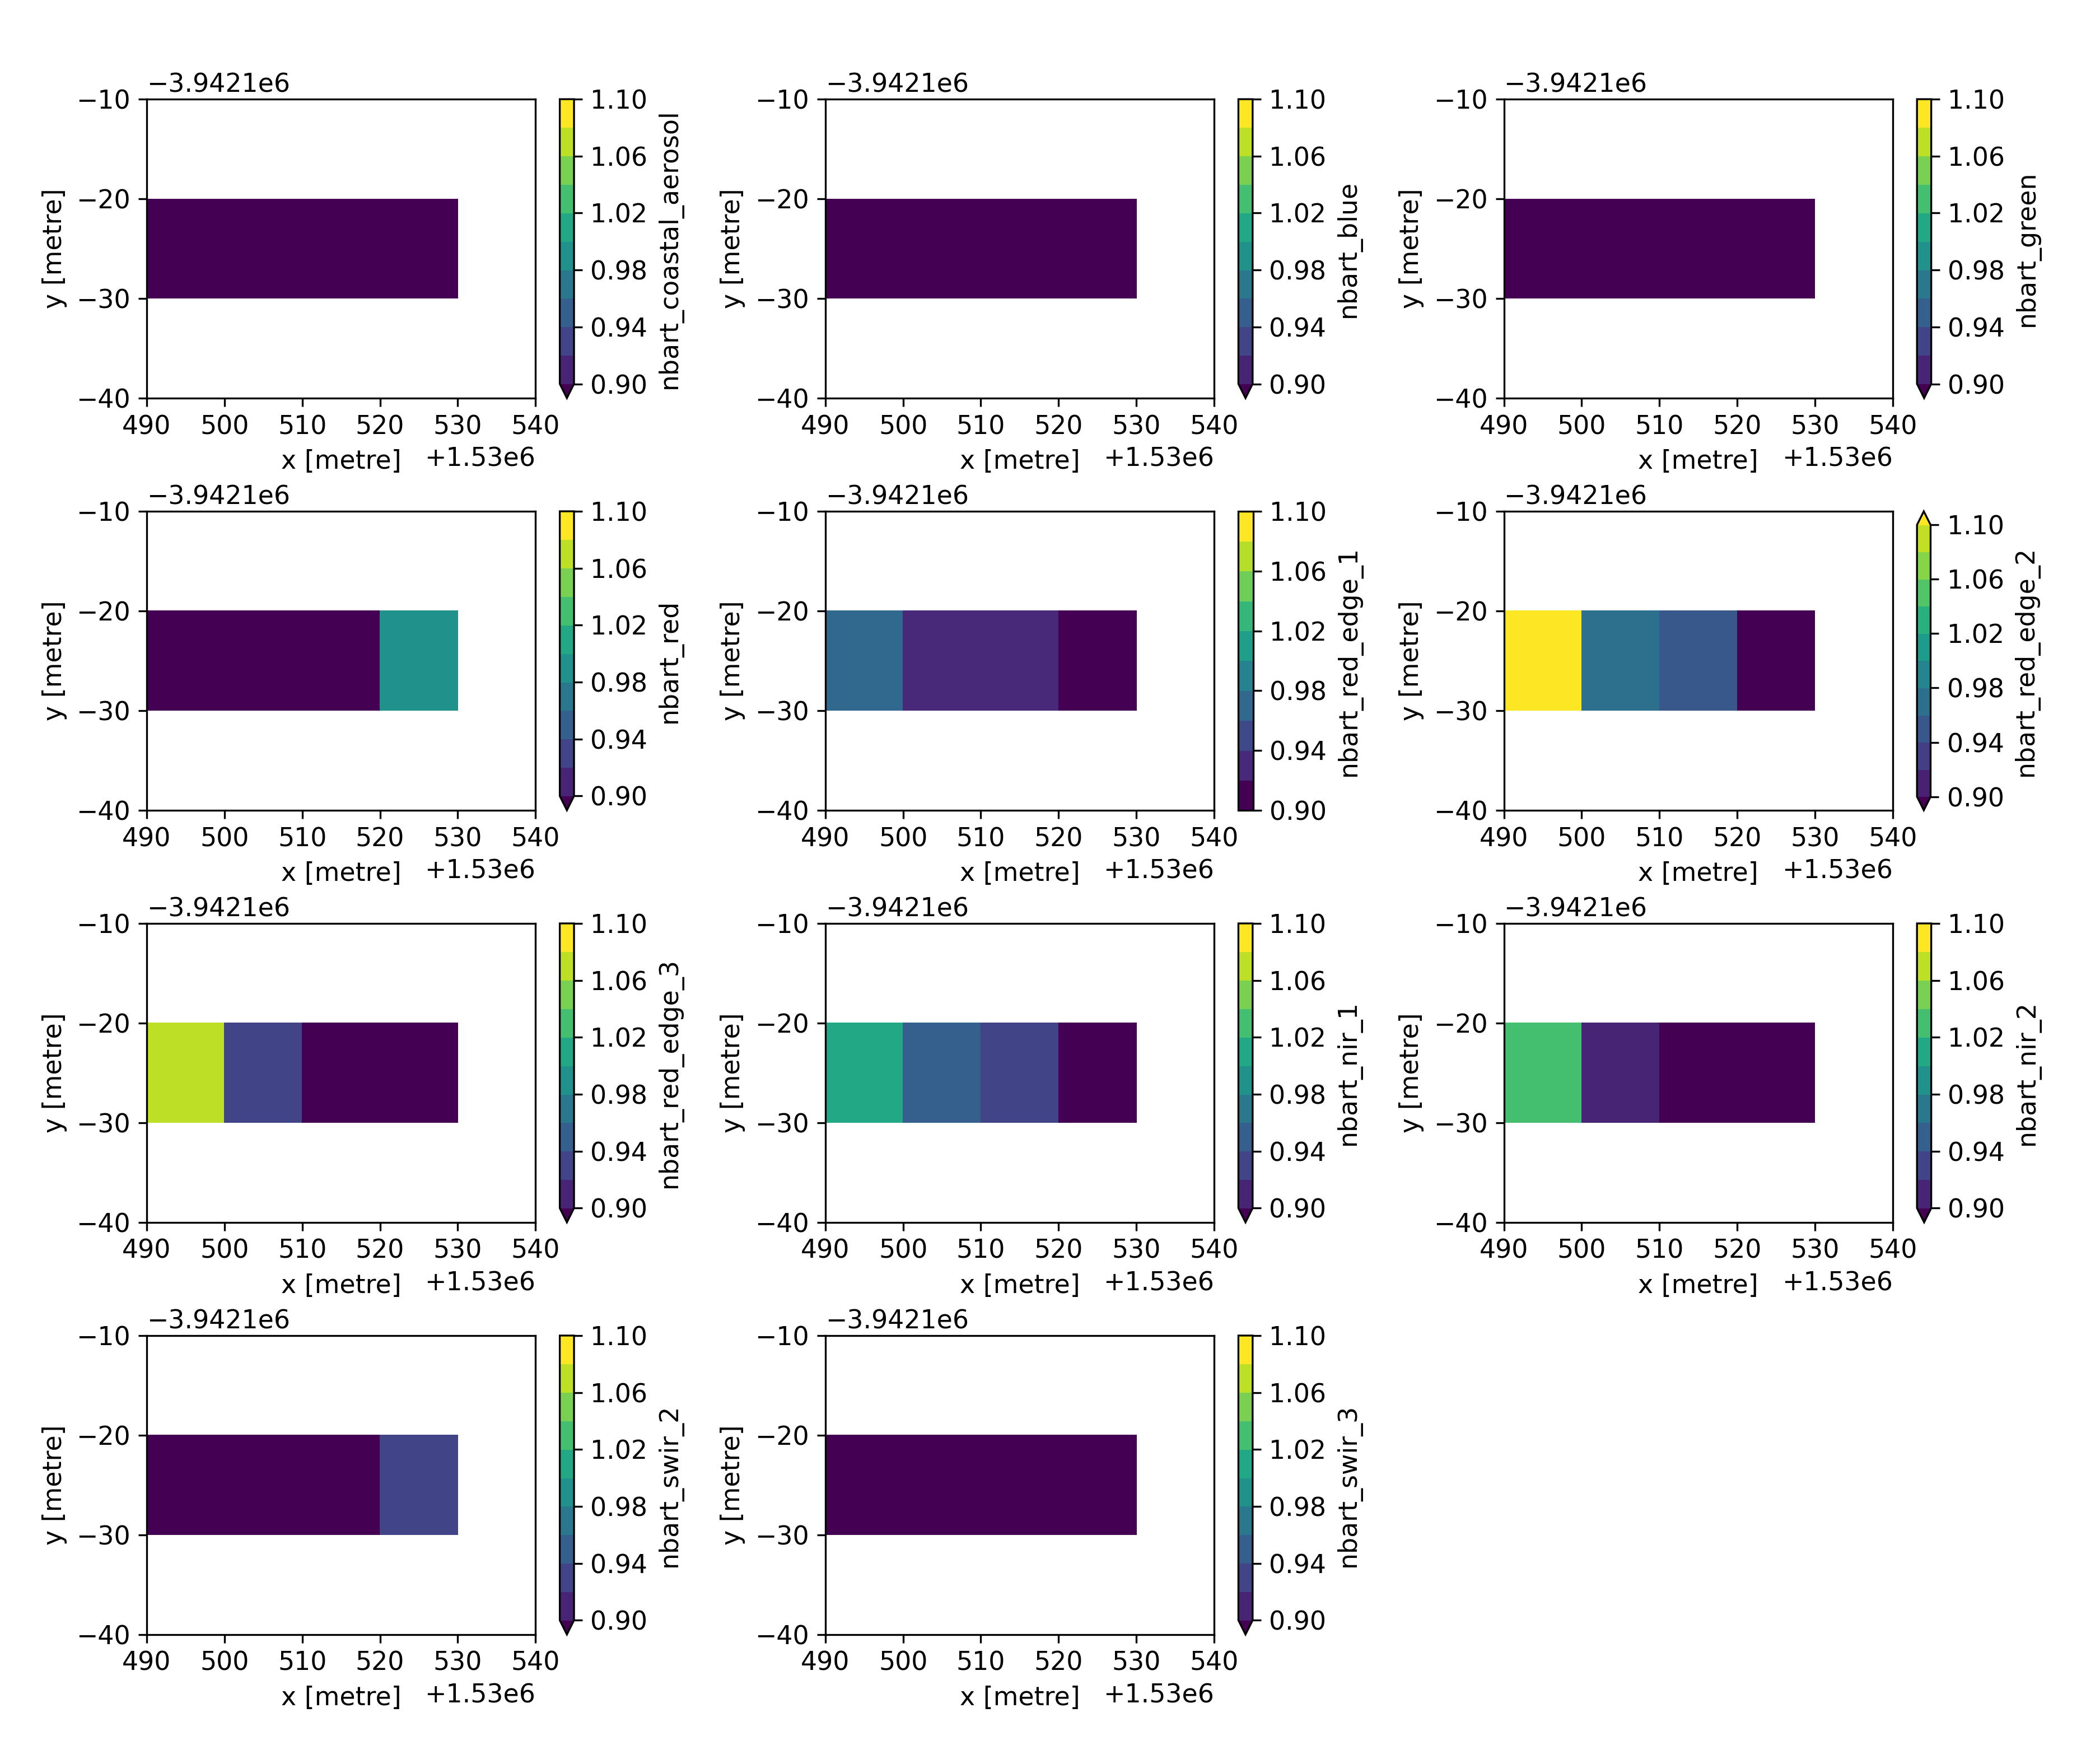 −3.9421e6
−10
−20
−30
−40
y [metre]
490 500 510 520 530 540
x [metre] +1.53e6
1.10
1.06
1.02
0.98
0.94
0.90
nbart_coastal_aerosol
−3.9421e6
−10
−20
−30
−40
y [metre]
490 500 510 520 530 540
x [metre] +1.53e6
1.10
1.06
1.02
0.98
0.94
0.90
nbart_blue
−3.9421e6
−10
−20
−30
−40
y [metre]
490 500 510 520 530 540
x [metre] +1.53e6
1.10
1.06
1.02
0.98
0.94
0.90
nbart_green
−3.9421e6
−10
−20
−30
−40
y [metre]
490 500 510 520 530 540
x [metre] +1.53e6
1.10
1.06
1.02
0.98
0.94
0.90
nbart_red
−3.9421e6
−10
−20
−30
−40
y [metre]
490 500 510 520 530 540
x [metre] +1.53e6
1.10
1.06
1.02
0.98
0.94
0.90
nbart_red_edge_1
−3.9421e6
−10
−20
−30
−40
y [metre]
490 500 510 520 530 540
x [metre] +1.53e6
1.10
1.06
1.02
0.98
0.94
0.90
nbart_red_edge_2
−3.9421e6
−10
−20
−30
−40
y [metre]
490 500 510 520 530 540
x [metre] +1.53e6
1.10
1.06
1.02
0.98
0.94
0.90
nbart_red_edge_3
−3.9421e6
−10
−20
−30
−40
y [metre]
490 500 510 520 530 540
x [metre] +1.53e6
1.10
1.06
1.02
0.98
0.94
0.90
nbart_nir_1
−3.9421e6
−10
−20
−30
−40
y [metre]
490 500 510 520 530 540
x [metre] +1.53e6
1.10
1.06
1.02
0.98
0.94
0.90
nbart_nir_2
−3.9421e6
−10
−20
−30
−40
y [metre]
490 500 510 520 530 540
x [metre] +1.53e6
1.10
1.06
1.02
0.98
0.94
0.90
nbart_swir_2
−3.9421e6
−10
−20
−30
−40
y [metre]
490 500 510 520 530 540
x [metre] +1.53e6
1.10
1.06
1.02
0.98
0.94
0.90
nbart_swir_3